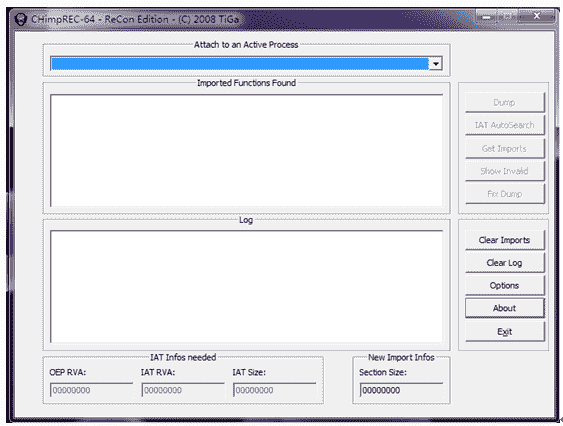 CHimpREC-64 - ReCon Edition - (C) 2008 TiGa
Attach to an Active Process
Imported Functions Found
Dump
IAT AutoSearch
Get Imports
Show Invalid
Fix Dump
Log
Clear Imports
Clear Log
Options
About
Exit
IAT Infos needed
OEP RVA:
IAT RVA:
IAT Size:
00000000
00000000
00000000
New Import Infos
Section Size:
00000000